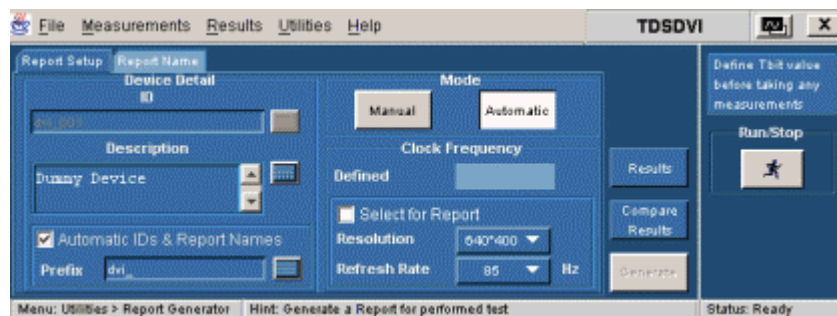 File Measurements Results Utilities Help TDSDVI X
Report Setup Report Name
Device Detail
ID
dvi_001
Description
Dummy Device
Automatic IDs & Report Names
Prefix dvi_
Mode
Manual Automatic
Clock Frequency
Defined
Select for Report
Resolution 640*400
Refresh Rate 85 Hz
Results
Compare
Results
Generate
Define Tbit value
before taking any
measurements
Run/Stop
Menu: Utilities > Report Generator Hint: Generate a Report for performed test Status: Ready